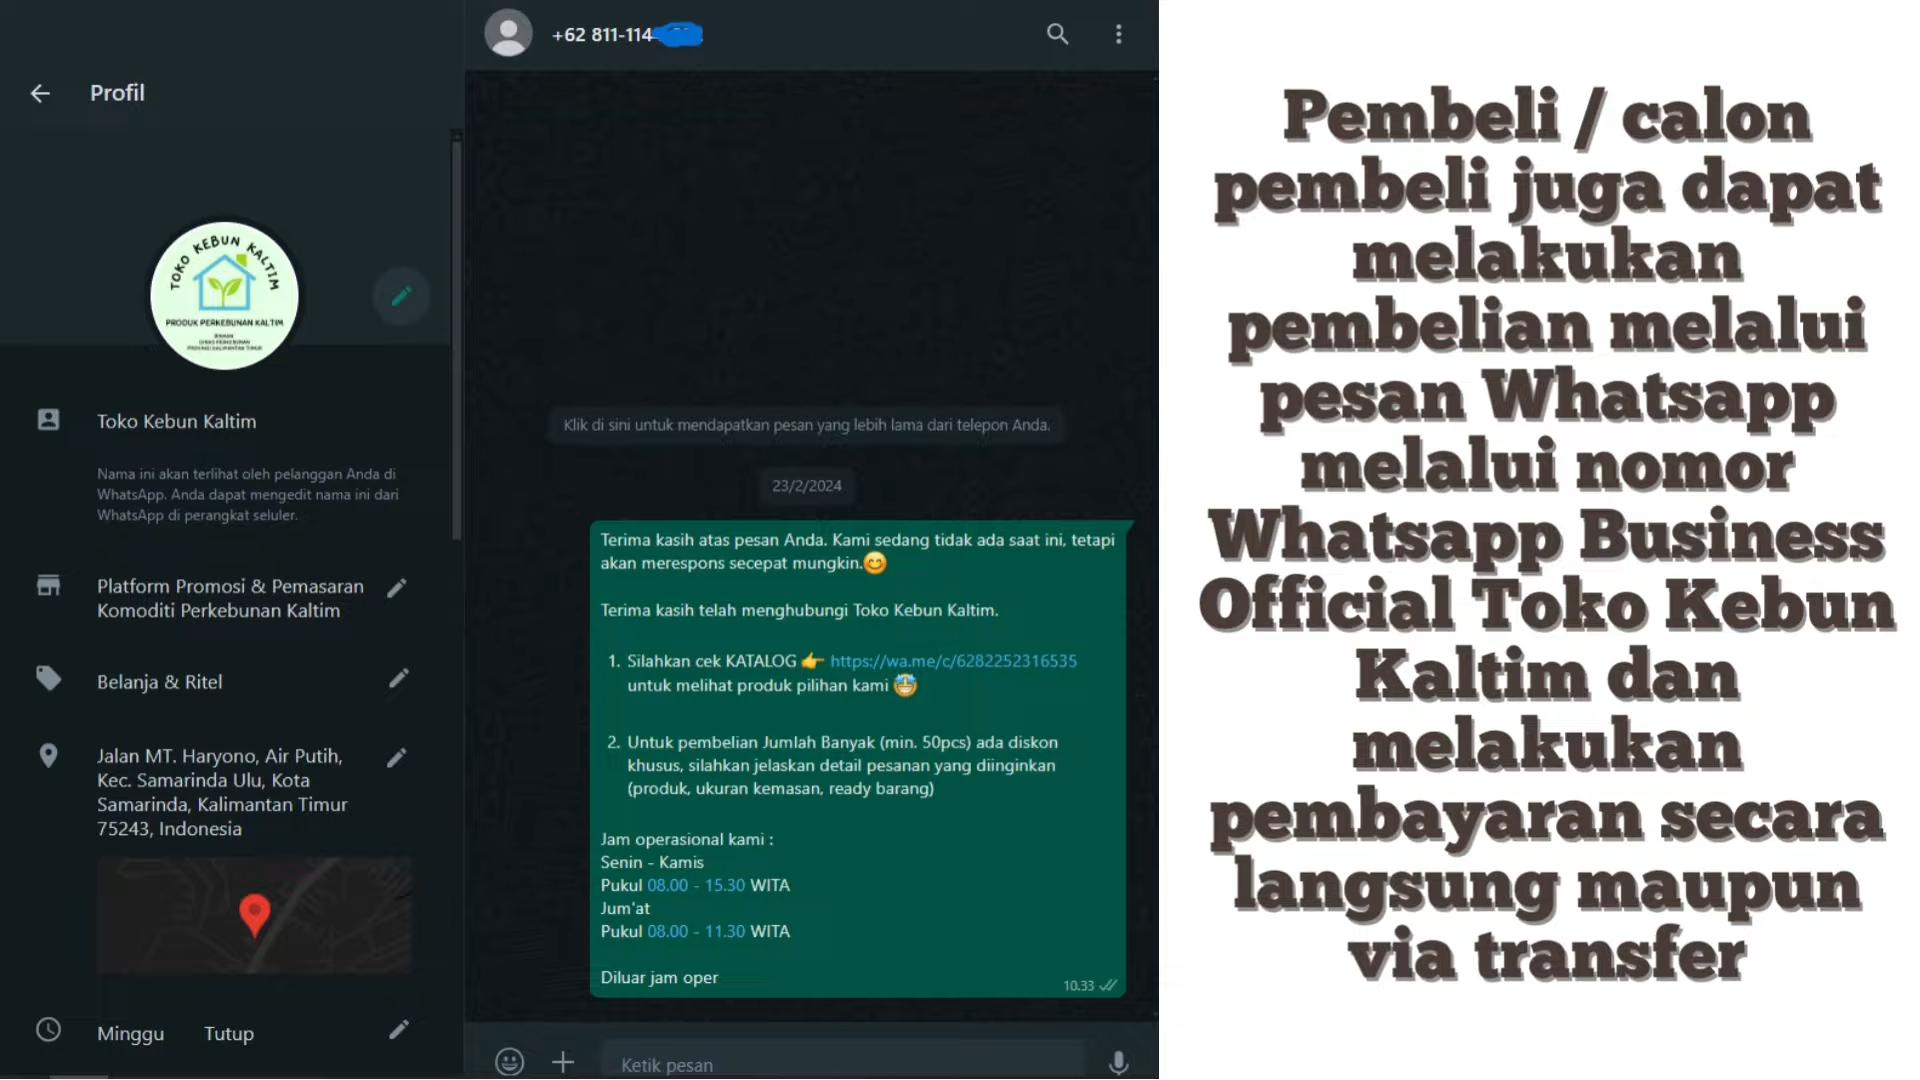 Profil
TOKO KEBUN KALTIM
PRODUK PERKEBUNAN KALTIM
BINAAN
DINAS PERKEBUNAN
PROVINSI KALIMANTAN TIMUR
Toko Kebun Kaltim
Nama ini akan terlihat oleh pelanggan Anda di
WhatsApp. Anda dapat mengedit nama ini dari
WhatsApp di perangkat seluler.
Platform Promosi & Pemasaran
Komoditi Perkebunan Kaltim
Belanja & Ritel
Jalan MT. Haryono, Air Putih,
Kec. Samarinda Ulu, Kota
Samarinda, Kalimantan Timur
75243, Indonesia
Minggu Tutup
+62 811-114
Klik di sini untuk mendapatkan pesan yang lebih lama dari telepon Anda.
23/2/2024
Terima kasih atas pesan Anda. Kami sedang tidak ada saat ini, tetapi
akan merespons secepat mungkin.😊
Terima kasih telah menghubungi Toko Kebun Kaltim.
1. Silahkan cek KATALOG 👉 https://wa.me/c/6282252316535
untuk melihat produk pilihan kami 🤩
2. Untuk pembelian Jumlah Banyak (min. 50pcs) ada diskon
khusus, silahkan jelaskan detail pesanan yang diinginkan
(produk, ukuran kemasan, ready barang)
Jam operasional kami :
Senin - Kamis
Pukul 08.00 - 15.30 WITA
Jum'at
Pukul 08.00 - 11.30 WITA
Diluar jam oper
10.33
Ketik pesan
Pembeli / calon
pembeli juga dapat
melakukan
pembelian melalui
pesan Whatsapp
melalui nomor
Whatsapp Business
Official Toko Kebun
Kaltim dan
melakukan
pembayaran secara
langsung maupun
via transfer